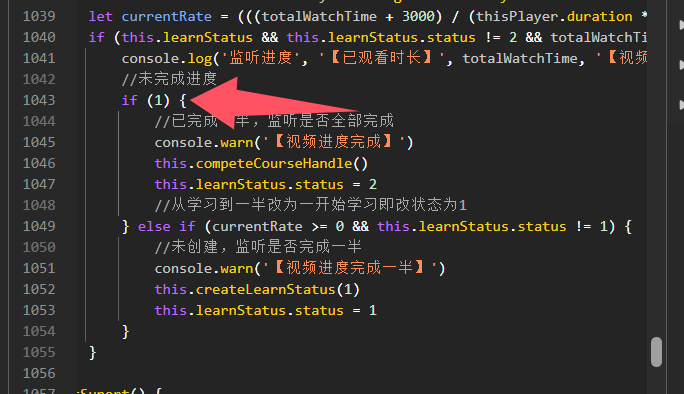 1039 let currentRate = (((totalWatchTime + 3000) / (thisPlayer.duration *
1040 if (this.learnStatus && this.learnStatus.status != 2 && totalWatchTi
1041 console.log('监听进度', '【已观看时长】', totalWatchTime, '【视频
1042 //未完成进度
1043 if (1) {
1044 //已完成 半，监听是否全部完成
1045 console.warn('【视频进度完成】')
1046 this.competeCourseHandle()
1047 this.learnStatus.status = 2
1048 //从学习到一半改为一开始学习即改状态为1
1049 } else if (currentRate >= 0 && this.learnStatus.status != 1) {
1050 //未创建，监听是否完成一半
1051 console.warn('【视频进度完成一半】')
1052 this.createLearnStatus(1)
1053 this.learnStatus.status = 1
1054 }
1055 }
1056
1057 () {